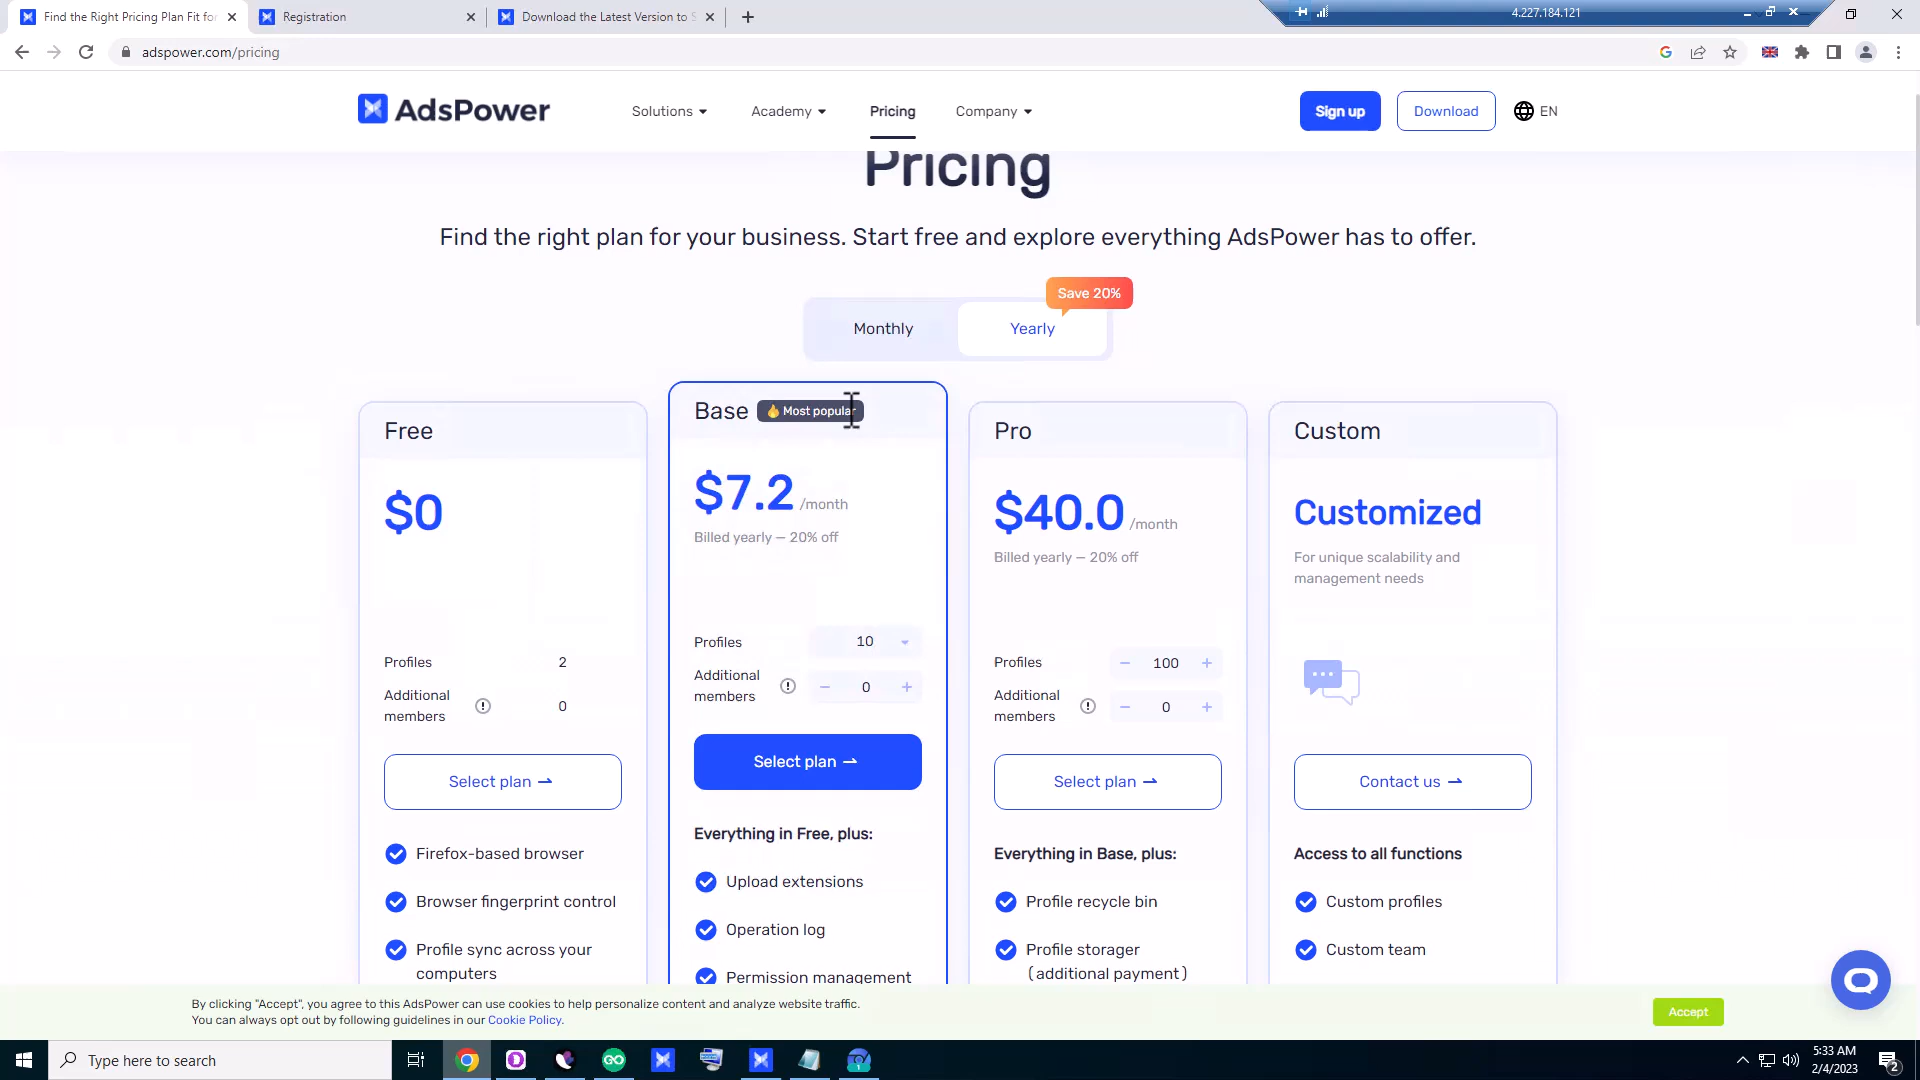 Find the Right Pricing Plan Fit for
Registration
Download the Latest Version to S
4.227.184.121
adspower.com/pricing
AdsPower
Solutions
Academy
Pricing
Company
Sign up
Download
EN
Pricing
Find the right plan for your business. Start free and explore everything AdsPower has to offer.
Save 20%
Monthly
Yearly
Free
$0
Profiles 2
Additional
members 0
Select plan
Firefox-based browser
Browser fingerprint control
Profile sync across your
computers
Base 🔥 Most popular
$7.2 /month
Billed yearly — 20% off
Profiles 10
Additional
members 0
Select plan
Everything in Free, plus:
Upload extensions
Operation log
Permission management
Pro
$40.0 /month
Billed yearly — 20% off
Profiles 100
Additional
members 0
Select plan
Everything in Base, plus:
Profile recycle bin
Profile storager
(additional payment)
Custom
Customized
For unique scalability and
management needs
Contact us
Access to all functions
Custom profiles
Custom team
By clicking "Accept", you agree to this AdsPower can use cookies to help personalize content and analyze website traffic.
You can always opt out by following guidelines in our Cookie Policy.
Accept
Type here to search
GO
5:33 AM
2/4/2023
2